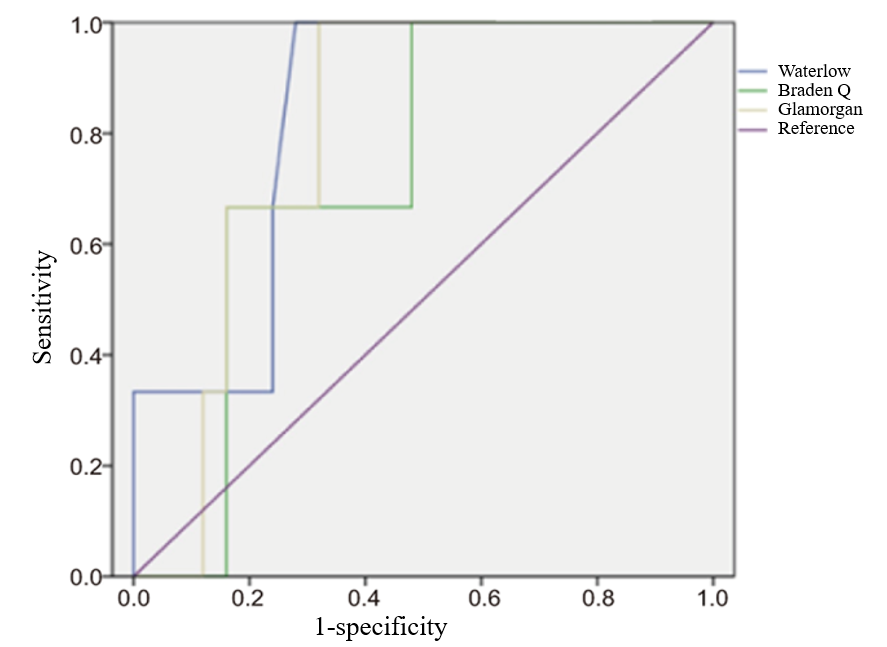 1.0
0.8
0.6
0.4
0.2
0.0
Sensitivity
0.0 0.2 0.4 0.6 0.8 1.0
1-specificity
Waterlow
Braden Q
Glamorgan
Reference